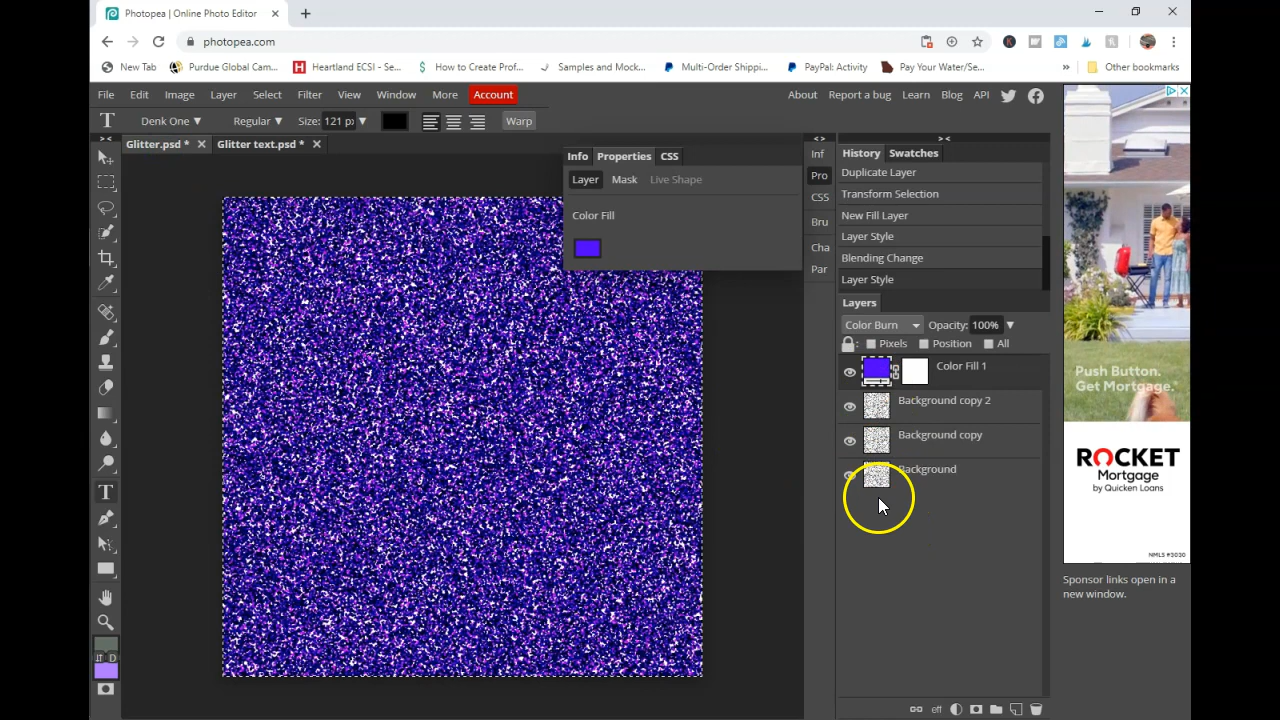 Photopea | Online Photo Editor
photopea.com
New Tab
Purdue Global Cam...
Heartland ECSI - Se...
How to Create Prof...
Samples and Mock...
Multi-Order Shippi...
PayPal: Activity
Pay Your Water/Se...
»
Other bookmarks
File Edit Image Layer Select Filter View Window More Account
About Report a bug Learn Blog API
Denk One Regular Size: 121 p Warp
> < Glitter.psd * Glitter text.psd *
Info Properties CSS
Layer Mask Live Shape
Color Fill
< >
Inf
Pro
CSS
Bru
Cha
Par
> <
History Swatches
Duplicate Layer
Transform Selection
New Fill Layer
Layer Style
Blending Change
Layer Style
Layers
Color Burn Opacity: 100%
: Pixels Position All
Color Fill 1
Background copy 2
Background copy
Background
eff
D
Push Button.
Get Mortgage.
ROCKET
Mortgage
by Quicken Loans
NMLS #3030
Sponsor links open in a
new window.